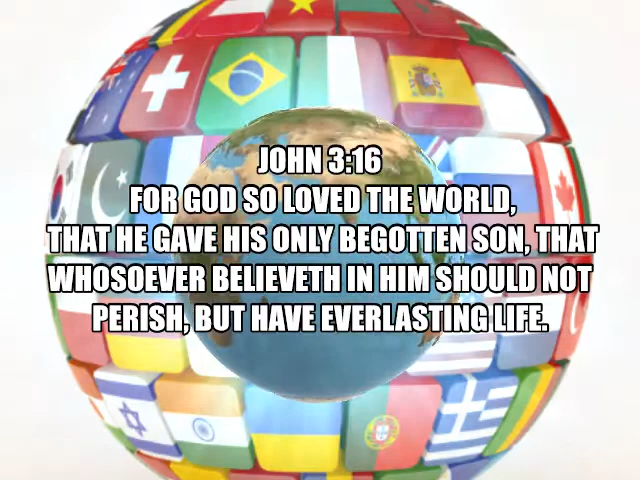 JOHN 3:16
FOR GOD SO LOVED THE WORLD,
THAT HE GAVE HIS ONLY BEGOTTEN SON, THAT
WHOSOEVER BELIEVETH IN HIM SHOULD NOT
PERISH, BUT HAVE EVERLASTING LIFE.